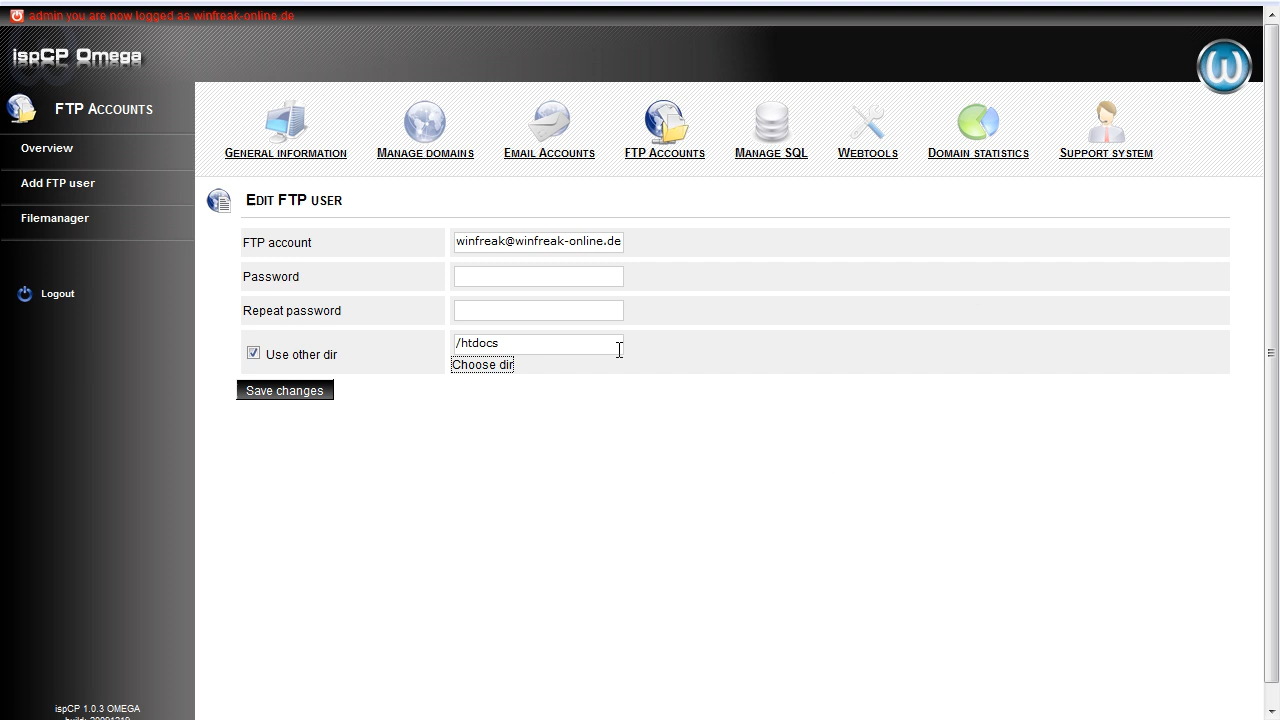 admin you are now logged as winfreak-online.de
ispCP Omega
FTP ACCOUNTS
Overview
Add FTP user
Filemanager
Logout
GENERAL INFORMATION
MANAGE DOMAINS
EMAIL ACCOUNTS
FTP ACCOUNTS
MANAGE SQL
WEBTOOLS
DOMAIN STATISTICS
SUPPORT SYSTEM
EDIT FTP USER
FTP account
winfreak@winfreak-online.de
Password
Repeat password
Use other dir
/htdocs
Choose dir
Save changes
ispCP 1.0.3 OMEGA